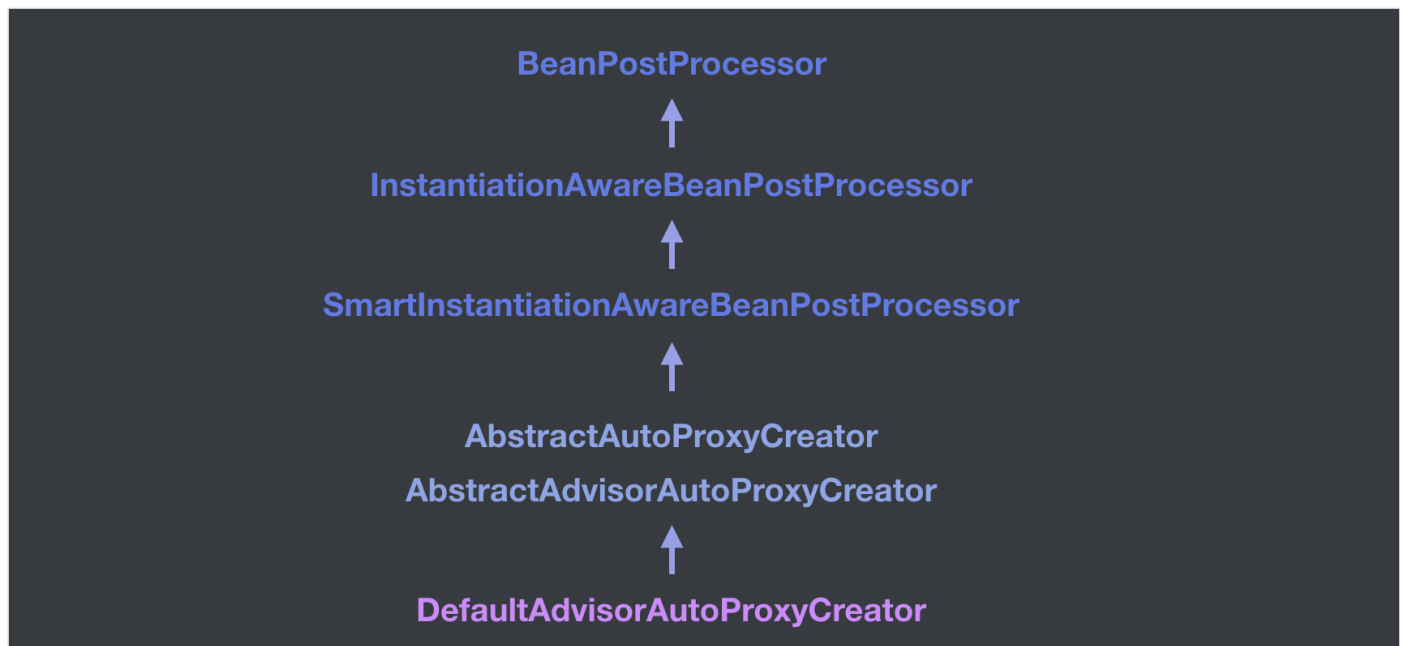 BeanPostProcessor
InstantiationAwareBeanPostProcessor
SmartInstantiationAwareBeanPostProcessor
AbstractAutoProxyCreator
AbstractAdvisorAutoProxyCreator
DefaultAdvisorAutoProxyCreator